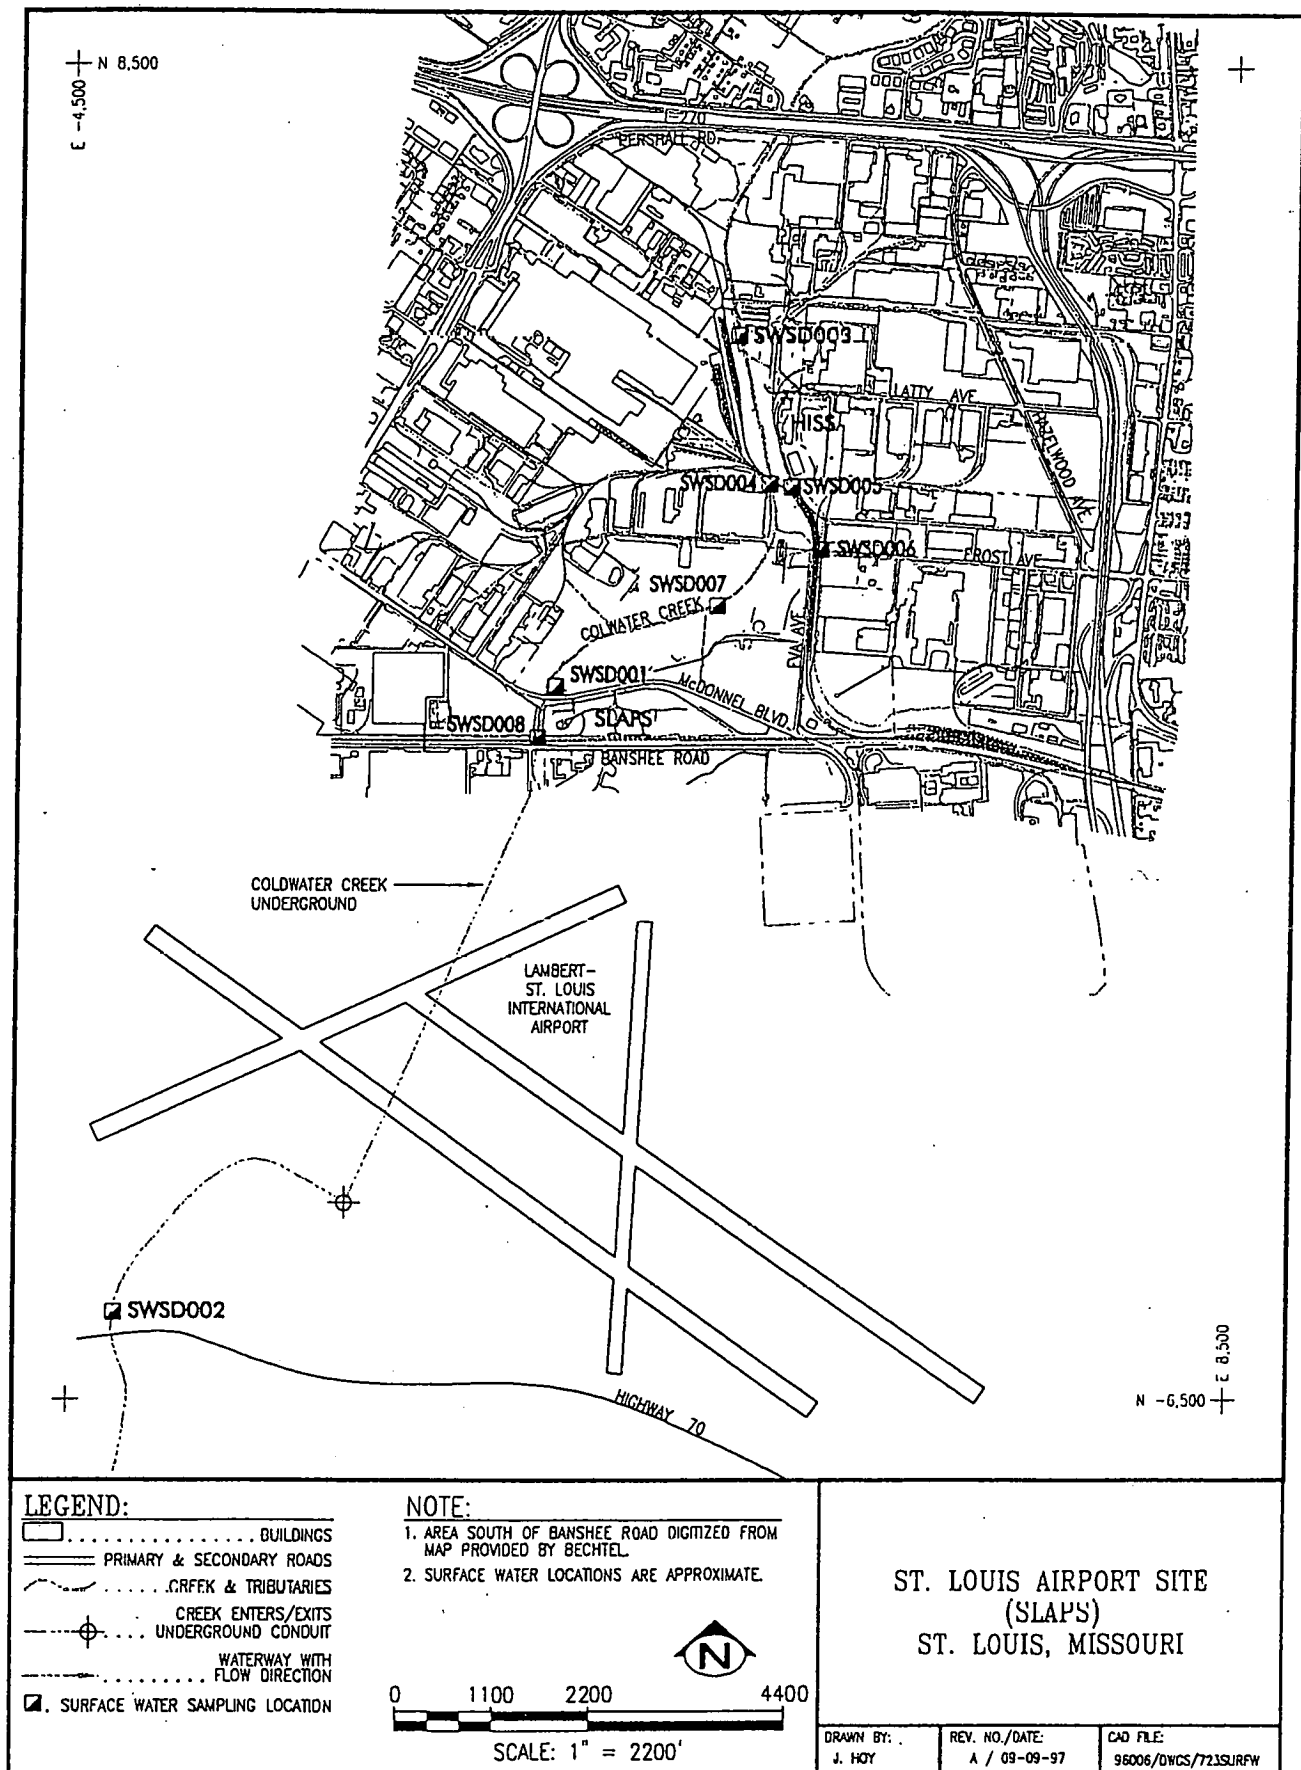 N 8,500
E -4,500
I-270
PERSHALL RD.
SWSD003
LATTY AVE
HISS
HAZELWOOD AVE.
SWSD004
SWSD005
SWSD006
FROST AVE
SWSD007
COLWATER CREEK
EVA AVE
SWSD001
McDONNEL BLVD.
SLAPS
SWSD008
BANSHEE ROAD
COLDWATER CREEK
UNDERGROUND
LAMBERT-
ST. LOUIS
INTERNATIONAL
AIRPORT
SWSD002
HIGHWAY 70
E 8,500
N -6,500
LEGEND:
BUILDINGS
PRIMARY & SECONDARY ROADS
CREEK & TRIBUTARIES
CREEK ENTERS/EXITS
UNDERGROUND CONDUIT
WATERWAY WITH
FLOW DIRECTION
SURFACE WATER SAMPLING LOCATION
NOTE:
1. AREA SOUTH OF BANSHEE ROAD DIGITIZED FROM
MAP PROVIDED BY BECHTEL.
2. SURFACE WATER LOCATIONS ARE APPROXIMATE.
N
0 1100 2200 4400
SCALE: 1" = 2200'
ST. LOUIS AIRPORT SITE
(SLAPS)
ST. LOUIS, MISSOURI
DRAWN BY:
J. HOY
REV. NO./DATE:
A / 09-09-97
CAD FILE:
96006/DWGS/723SURFW